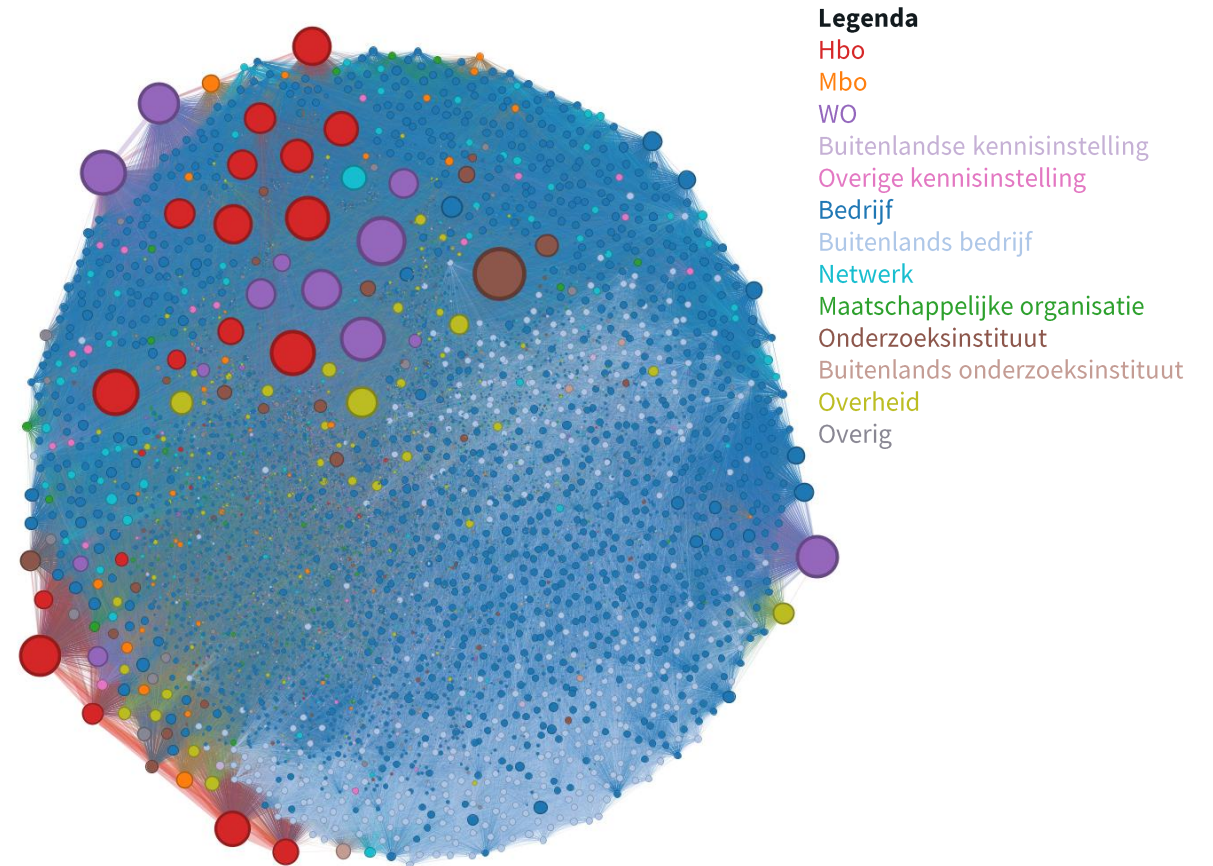 Legenda
Hbo
Mbo
WO
Buitenlandse kennisinstelling
Overige kennisinstelling
Bedrijf
Buitenlands bedrijf
Netwerk
Maatschappelijke organisatie
Onderzoeksinstituut
Buitenlands onderzoeksinstituut
Overheid
Overig